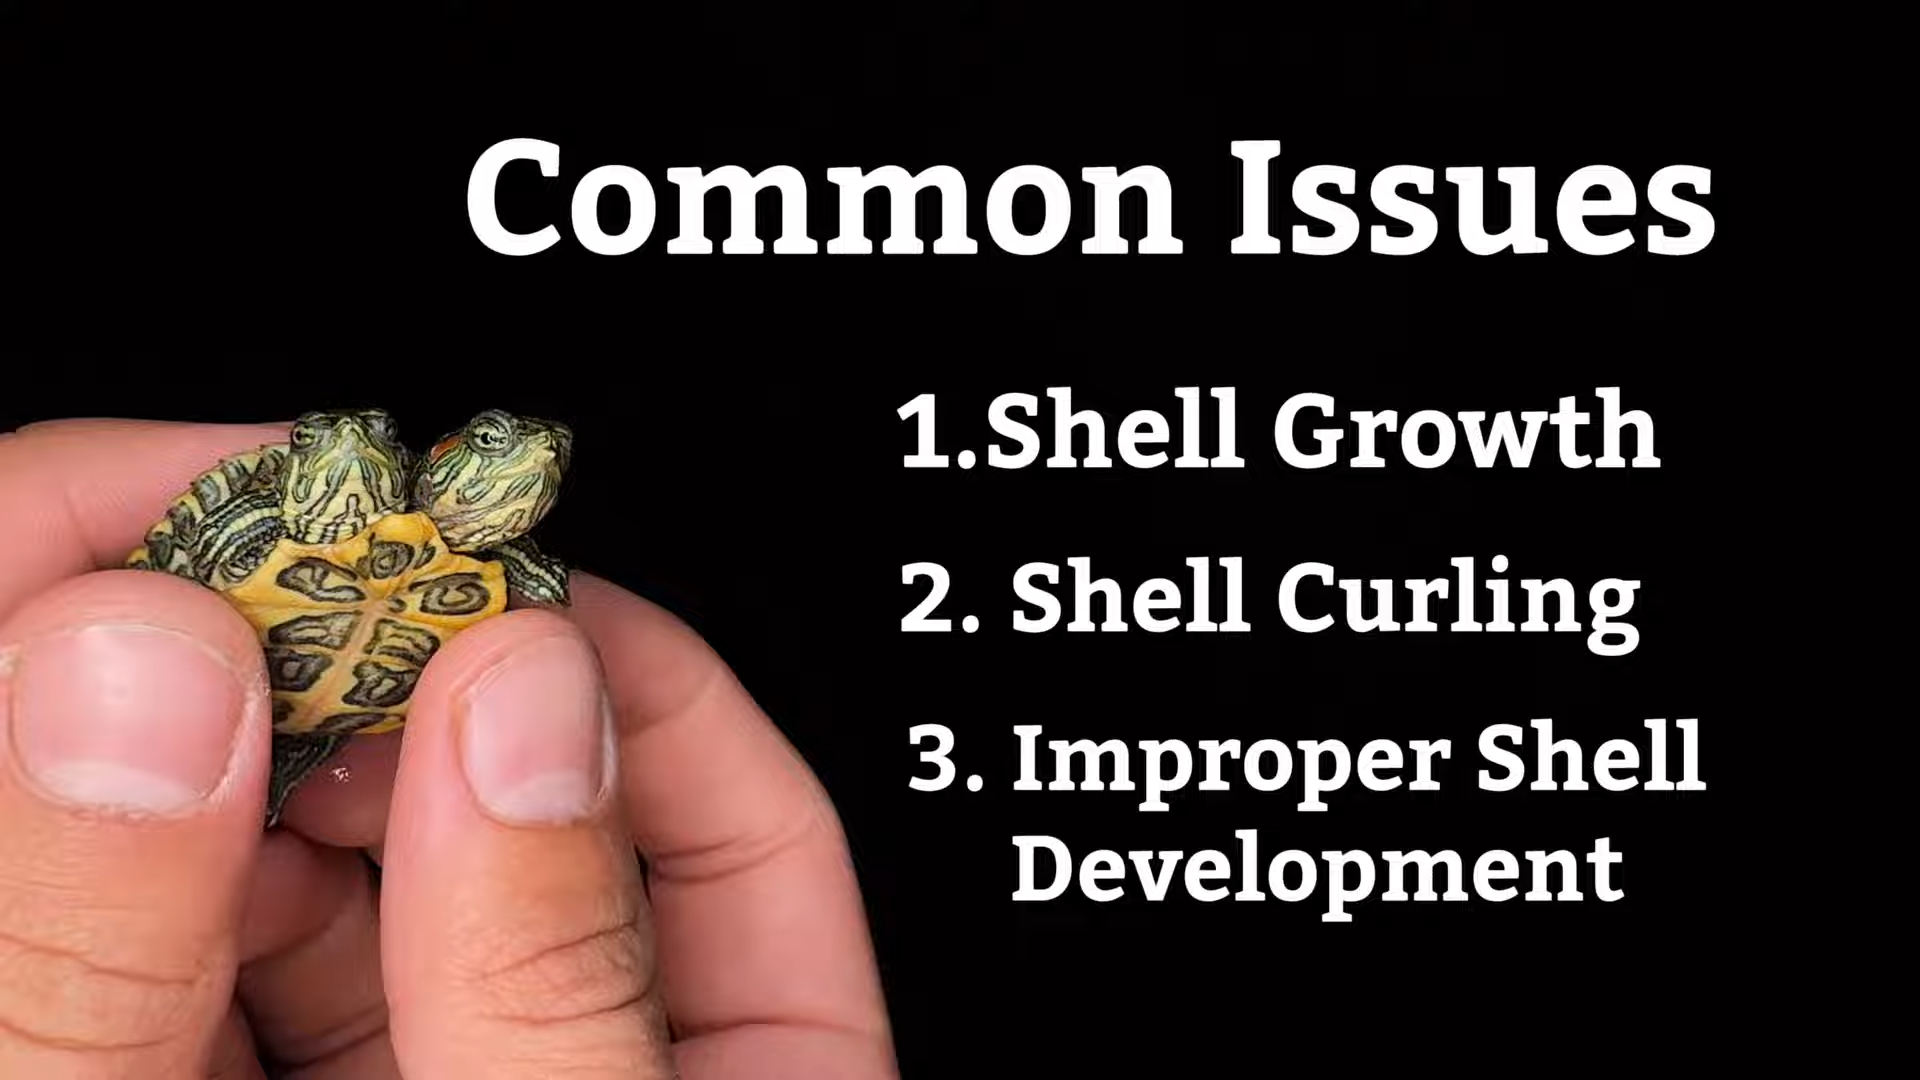 Common Issues
1.Shell Growth
2. Shell Curling
3. Improper Shell
Development